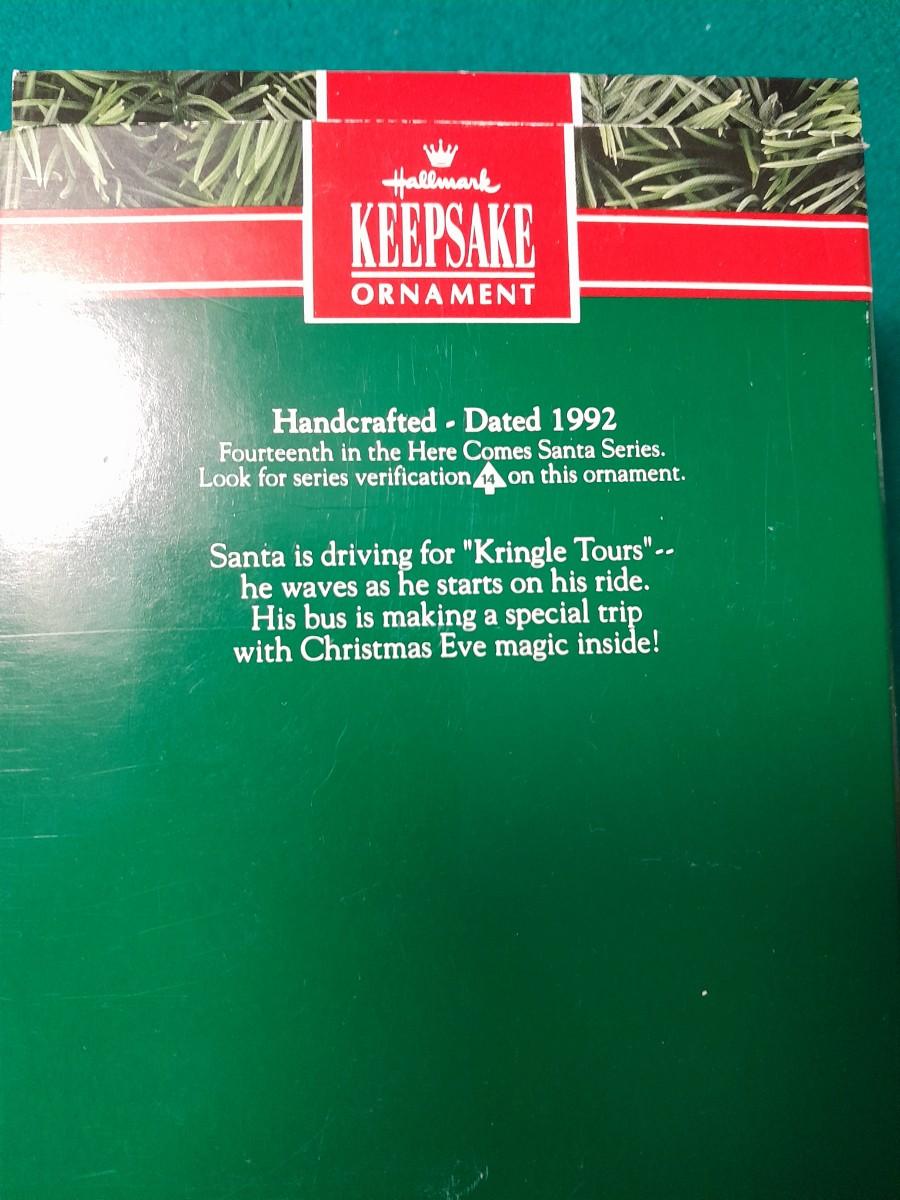 Hallmark
KEEPSAKE
ORNAMENT
Handcrafted - Dated 1992
Fourteenth in the Here Comes Santa Series.
Look for series verification 14 on this ornament.
Santa is driving for "Kringle Tours"--
he waves as he starts on his ride.
His bus is making a special trip
with Christmas Eve magic inside!